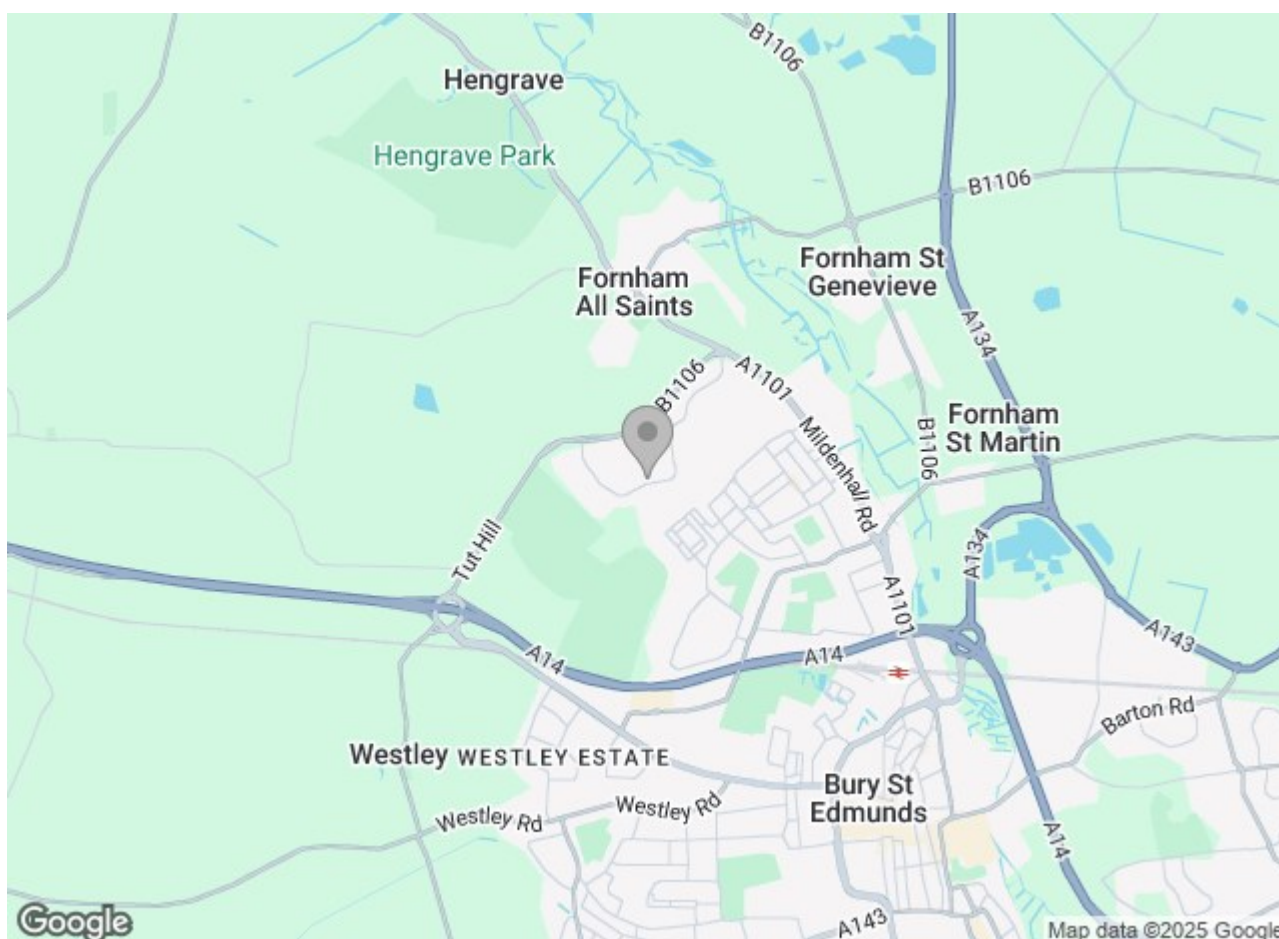 B1106
Hengrave
Hengrave Park
B1106
Fornham
All Saints
Fornham St
Genevieve
A134
B1106
A1101
Mildenhall Rd
B1106
Fornham
St Martin
Tut Hill
A134
A1101
A14
A14
A143
Barton Rd
Westley
WESTLEY ESTATE
Westley Rd
Westley Rd
Bury St
Edmunds
A14
A143
Google
Map data ©2025 Google